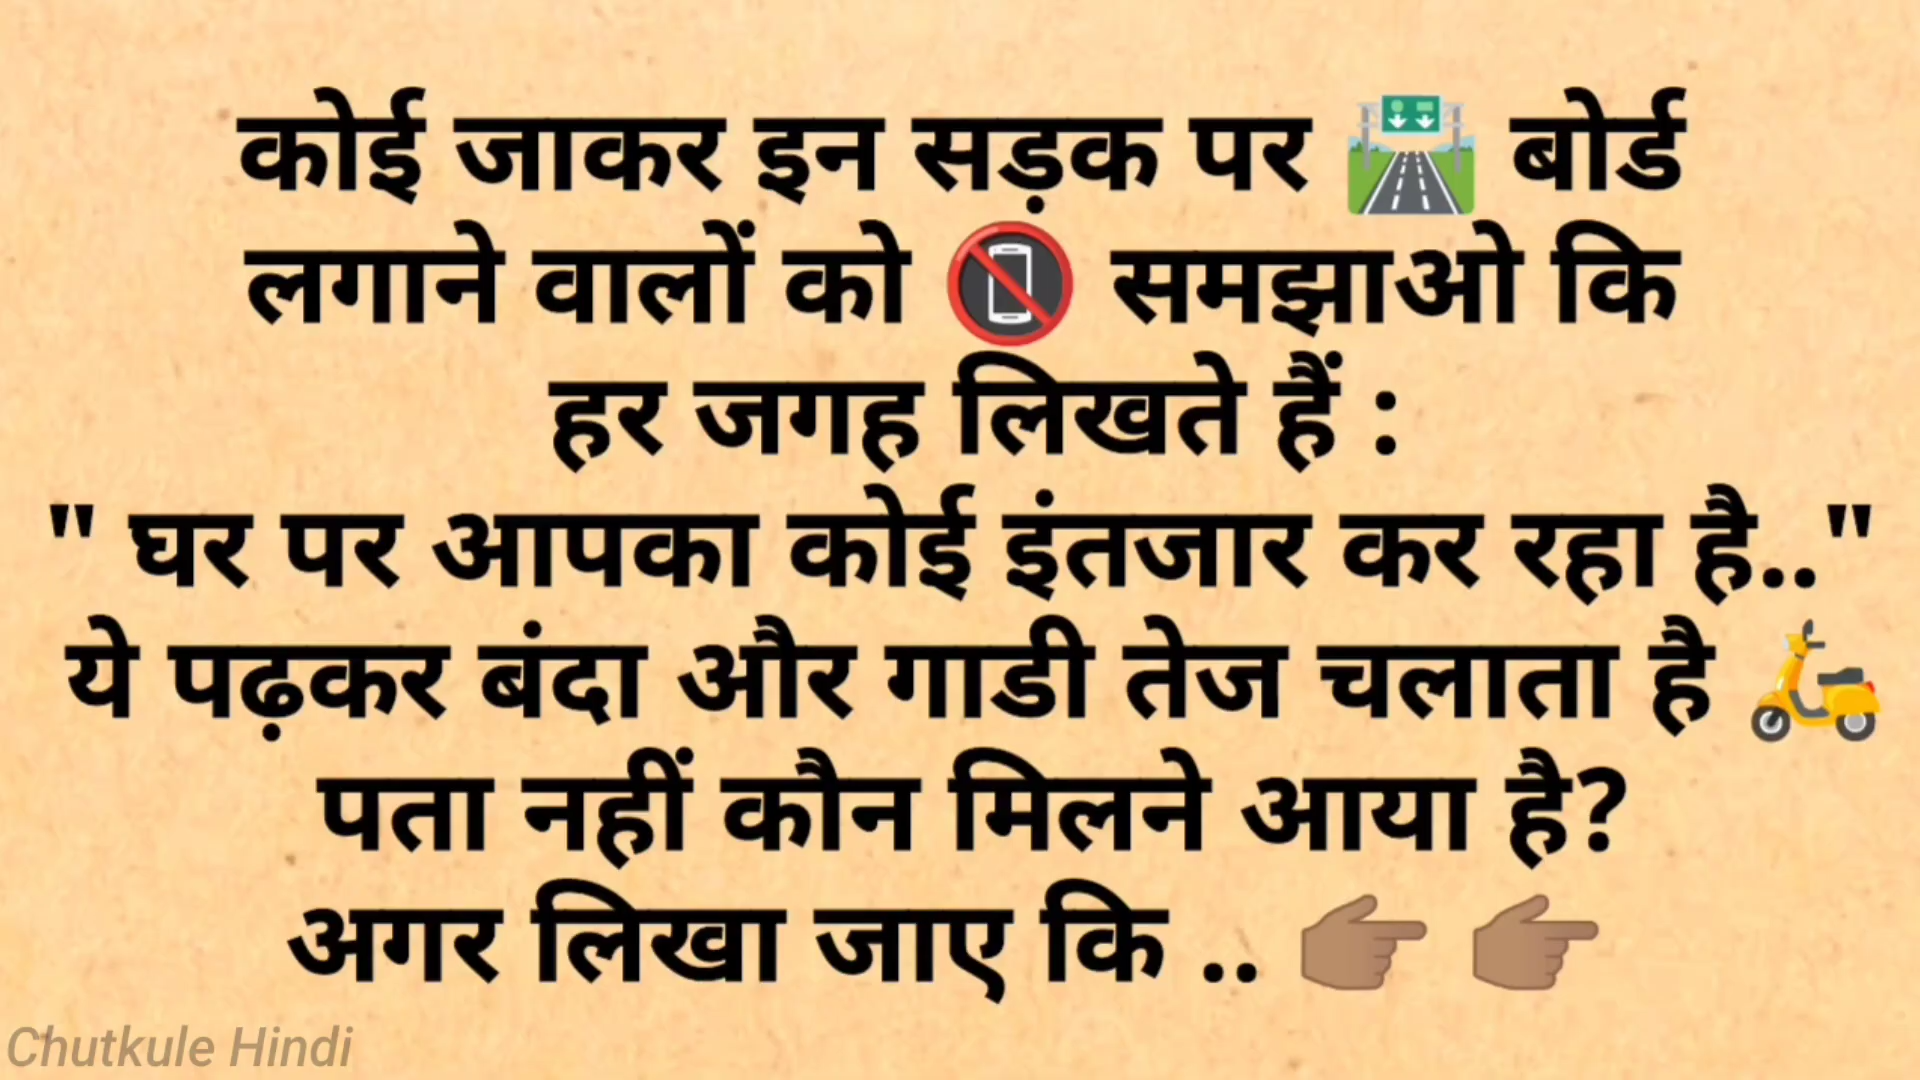 कोई जाकर इन सड़क पर 🛣️ बोर्ड
लगाने वालों को 📵 समझाओ कि
हर जगह लिखते हैं :
" घर पर आपका कोई इंतजार कर रहा है.."
ये पढ़कर बंदा और गाडी तेज चलाता है 🛵
पता नहीं कौन मिलने आया है?
अगर लिखा जाए कि .. 👉🏽 👉🏽
Chutkule Hindi